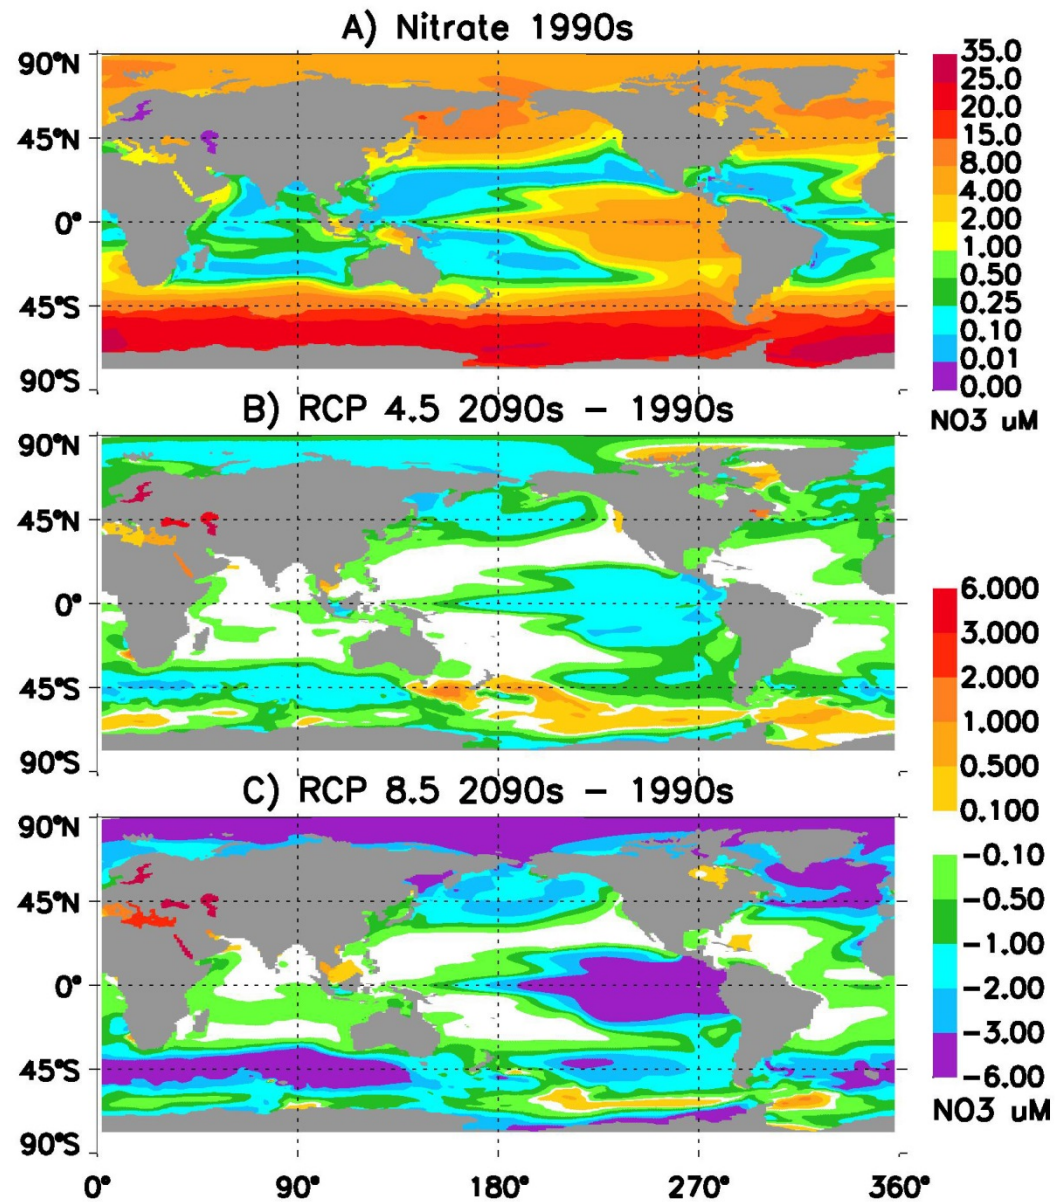 A) Nitrate 1990s
90°N
45°N
0°
45°S
90°S
35.0
25.0
20.0
15.0
8.00
4.00
2.00
1.00
0.50
0.25
0.10
0.01
0.00
NO3 uM
B) RCP 4.5 2090s – 1990s
90°N
45°N
0°
45°S
90°S
6.000
3.000
2.000
1.000
0.500
0.100
C) RCP 8.5 2090s – 1990s
90°N
45°N
0°
45°S
90°S
−0.10
−0.50
−1.00
−2.00
−3.00
−6.00
NO3 uM
0° 90° 180° 270° 360°